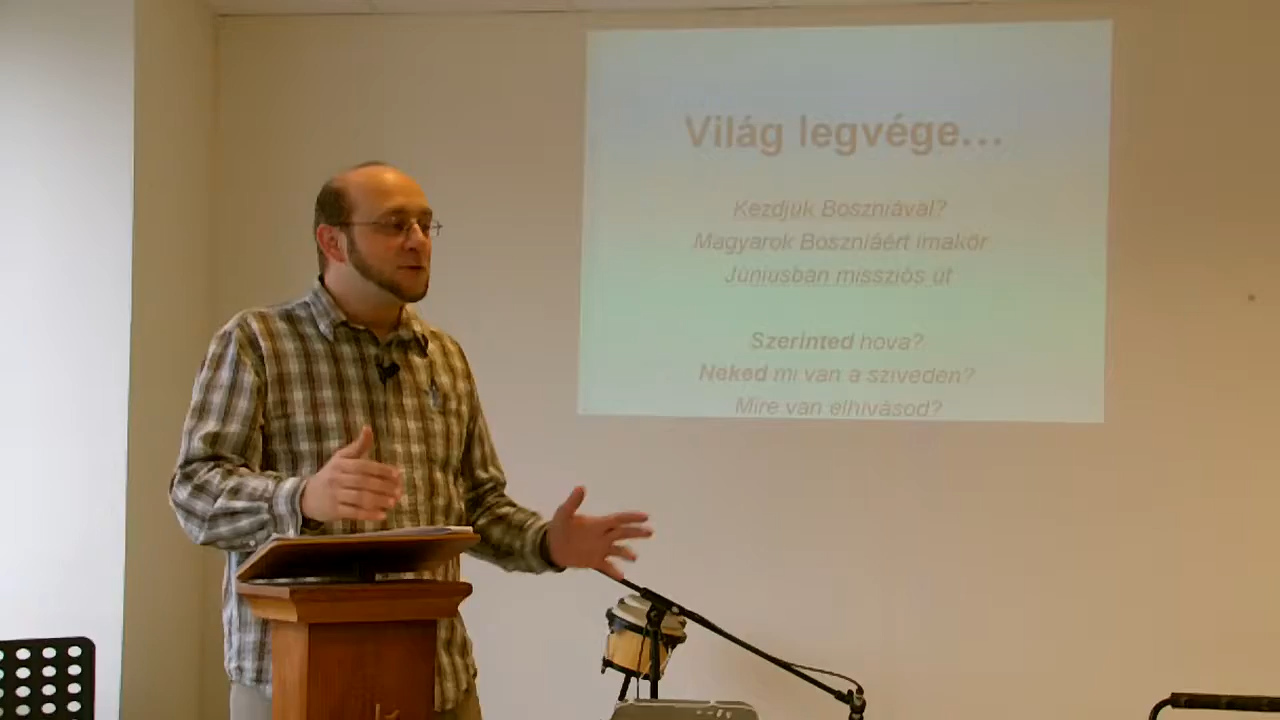 Világ legvége...
Kezdjük Boszniával?
Magyarok Boszniáért imakör
Júniusban missziós út
Szerinted hova?
Neked mi van a szíveden?
Mire van elhívásod?